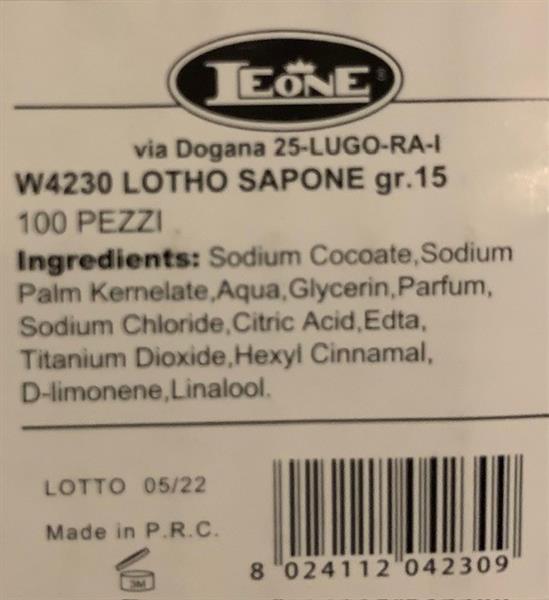 LEONE®
via Dogana 25-LUGO-RA-I
W4230 LOTHO SAPONE gr.15
100 PEZZI
Ingredients: Sodium Cocoate,Sodium
Palm Kernelate,Aqua,Glycerin,Parfum,
Sodium Chloride,Citric Acid,Edta,
Titanium Dioxide,Hexyl Cinnamal,
D-limonene,Linalool.
LOTTO 05/22
Made in P.R.C.
3M
8 024112 042309